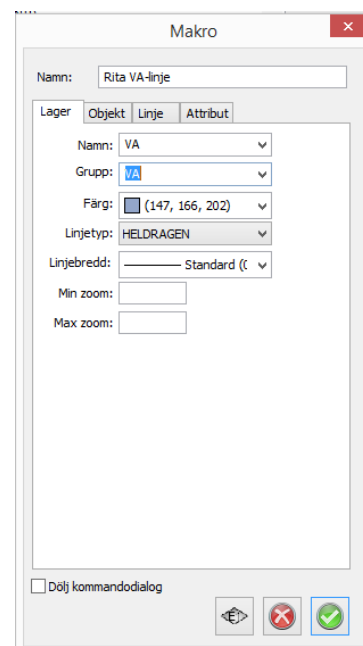 Makro
Namn: Rita VA-linje
Lager Objekt Linje Attribut
Namn: VA
Grupp: VA
Färg: (147, 166, 202)
Linjetyp: HELDRAGEN
Linjebredd: Standard (
Min zoom:
Max zoom:
Dölj kommandodialog